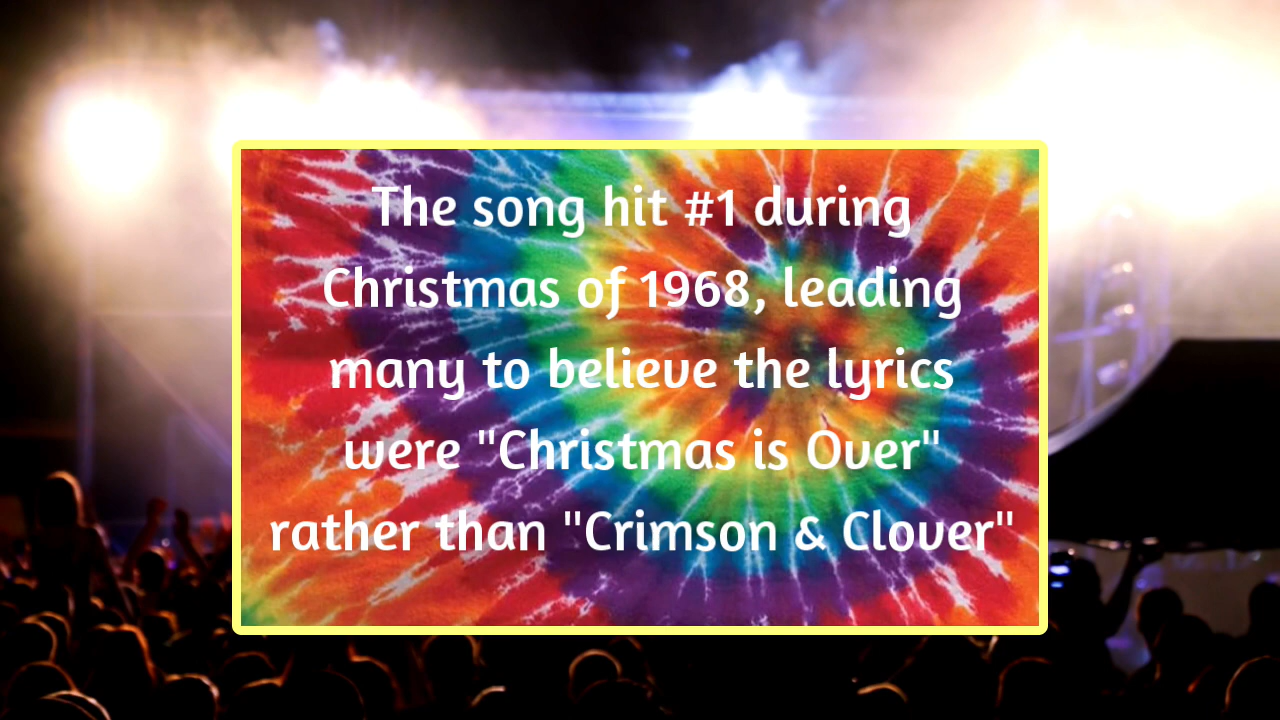 The song hit #1 during
Christmas of 1968, leading
many to believe the lyrics
were "Christmas is Over"
rather than "Crimson & Clover"